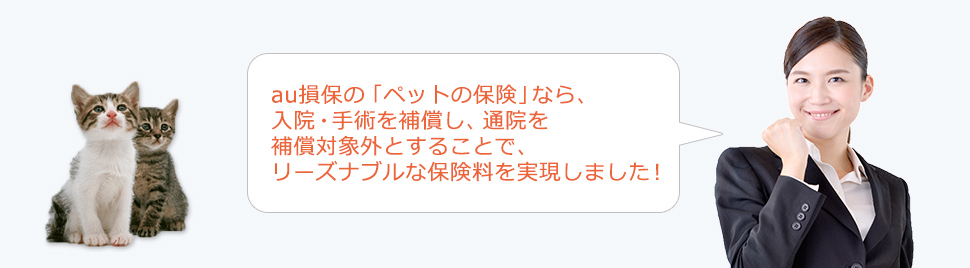 au損保の「ペットの保険」なら、
入院・手術を補償し、通院を
補償対象外とすることで、
リーズナブルな保険料を実現しました！